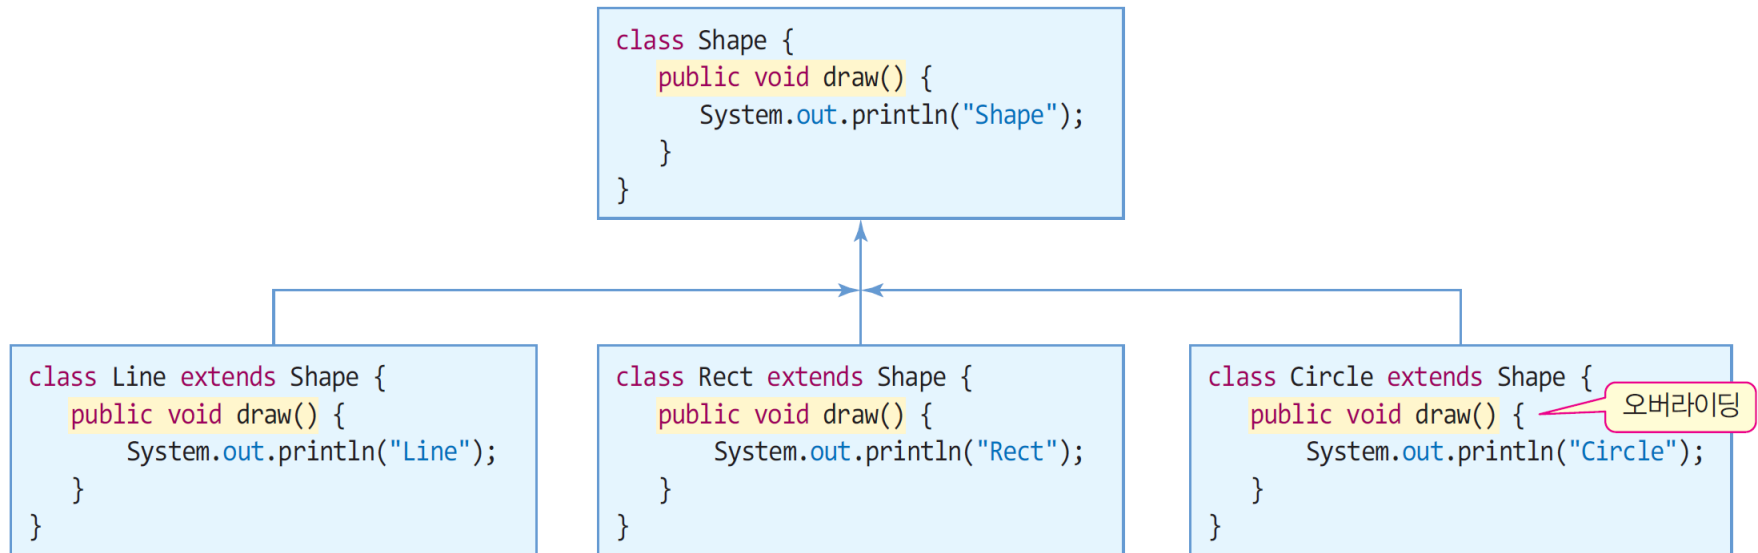 class Shape {
public void draw() {
System.out.println("Shape");
}
}
class Line extends Shape {
public void draw() {
System.out.println("Line");
}
}
class Rect extends Shape {
public void draw() {
System.out.println("Rect");
}
}
class Circle extends Shape {
public void draw() {
오버라이딩
System.out.println("Circle");
}
}